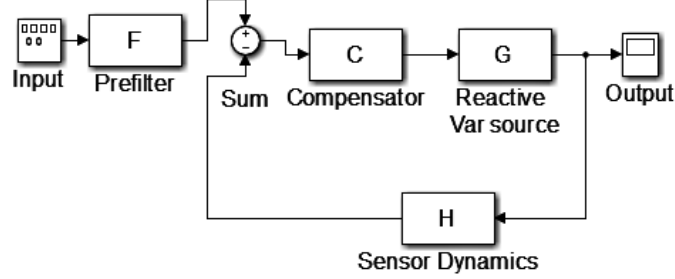 F
Input
Prefilter
+
−
Sum
C
Compensator
G
Reactive
Var source
Output
H
Sensor Dynamics